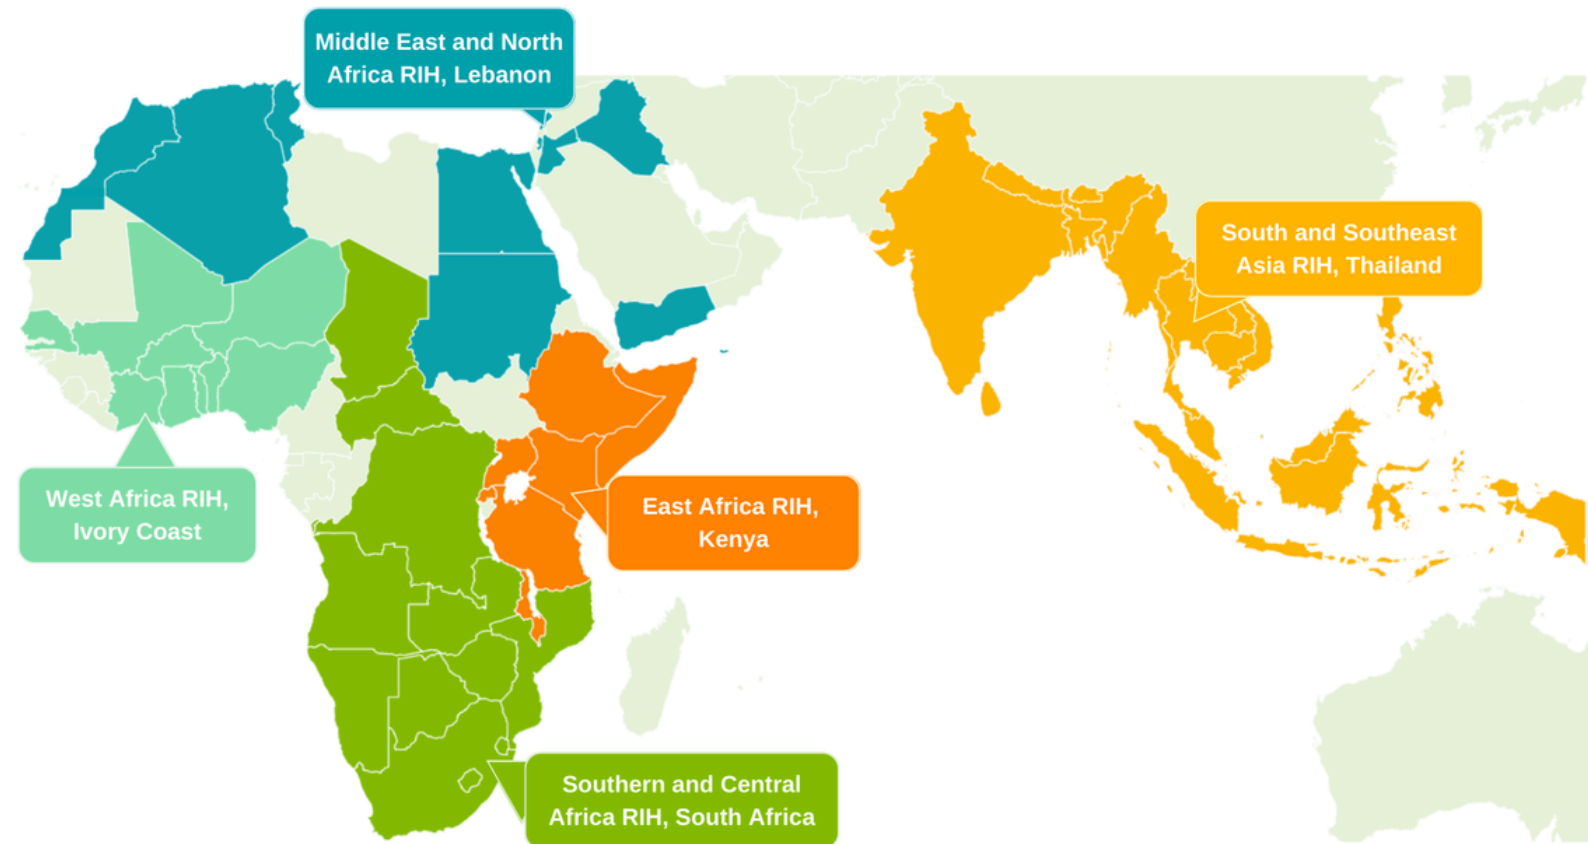 Middle East and North
Africa RIH, Lebanon
South and Southeast
Asia RIH, Thailand
West Africa RIH,
Ivory Coast
East Africa RIH,
Kenya
Southern and Central
Africa RIH, South Africa